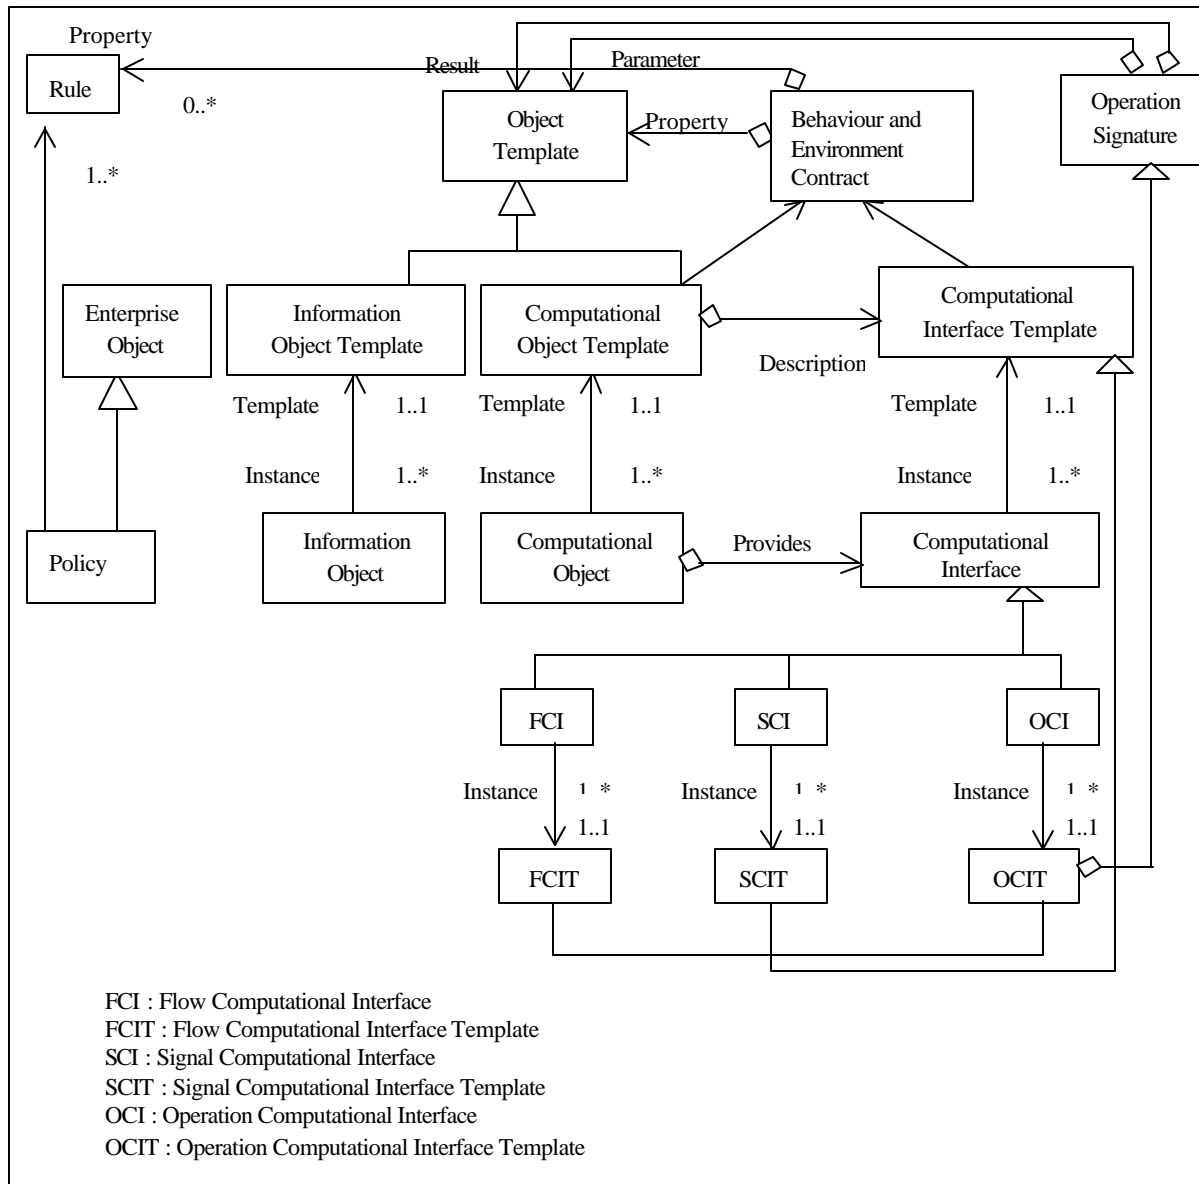 Property
Rule
0..*
1..*
Result
Parameter
Object
Template
Property
Behaviour and
Environment
Contract
Operation
Signature
Enterprise
Object
Information
Object Template
Computational
Object Template
Computational
Interface Template
Description
Template 1..1
Template 1..1
Template 1..1
Instance 1..*
Instance 1..*
Instance 1..*
Policy
Information
Object
Computational
Object
Provides
Computational
Interface
FCI
SCI
OCI
Instance 1..*
1..1
Instance 1..*
1..1
Instance 1..*
1..1
FCIT
SCIT
OCIT
FCI : Flow Computational Interface
FCIT : Flow Computational Interface Template
SCI : Signal Computational Interface
SCIT : Signal Computational Interface Template
OCI : Operation Computational Interface
OCIT : Operation Computational Interface Template